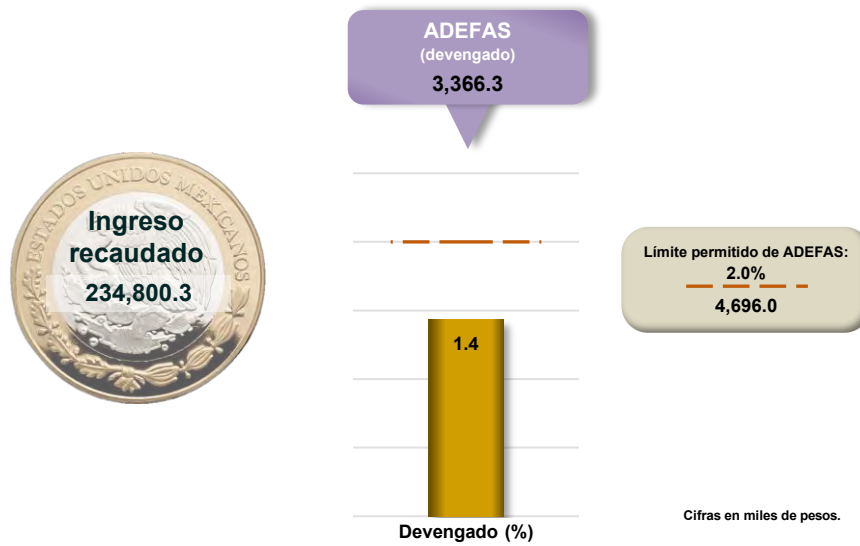 ADEFAS
(devengado)
3,366.3
ESTADOS UNIDOS MEXICANOS
Ingreso
recaudado
234,800.3
Límite permitido de ADEFAS:
2.0%
4,696.0
1.4
Devengado (%)
Cifras en miles de pesos.